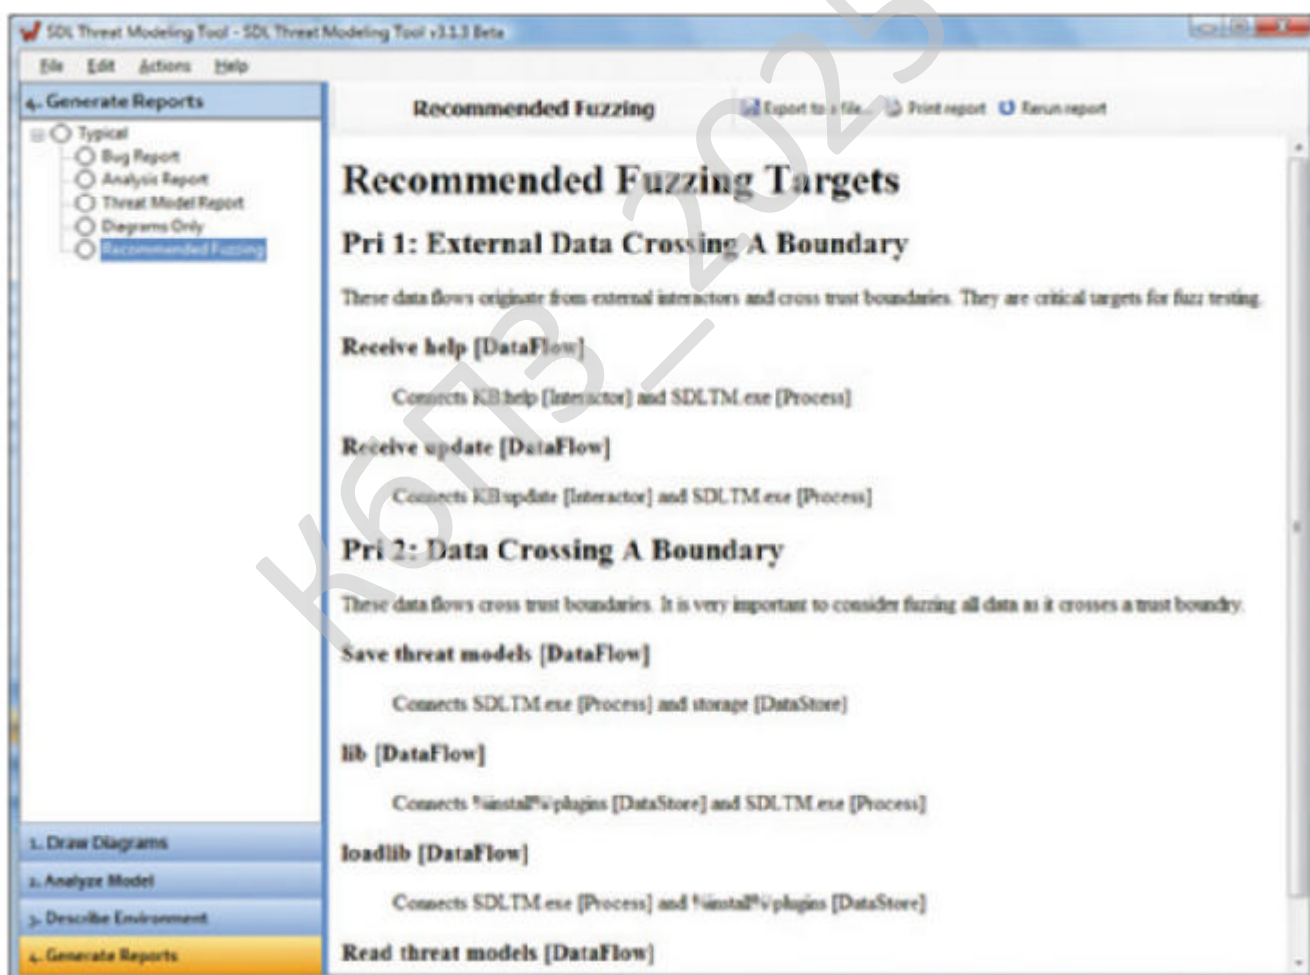 SDL Threat Modeling Tool - SDL Threat Modeling Tool v3.1.3 Beta
File Edit Actions Help
4. Generate Reports
Typical
Bug Report
Analysis Report
Threat Model Report
Diagrams Only
Recommended Fuzzing
1. Draw Diagrams
2. Analyze Model
3. Describe Environment
4. Generate Reports
Recommended Fuzzing Export to a file... Print report Rerun report
Recommended Fuzzing Targets
Pri 1: External Data Crossing A Boundary
These data flows originate from external interactors and cross trust boundaries. They are critical targets for fuzz testing.
Receive help [DataFlow]
Connects KB:help [Interactor] and SDLTM.exe [Process]
Receive update [DataFlow]
Connects KB:update [Interactor] and SDLTM.exe [Process]
Pri 2: Data Crossing A Boundary
These data flows cross trust boundaries. It is very important to consider fuzzing all data as it crosses a trust boundry.
Save threat models [DataFlow]
Connects SDLTM.exe [Process] and storage [DataStore]
lib [DataFlow]
Connects %install%\plugins [DataStore] and SDLTM.exe [Process]
loadlib [DataFlow]
Connects SDLTM.exe [Process] and %install%\plugins [DataStore]
Read threat models [DataFlow]
КбПЗ_2025